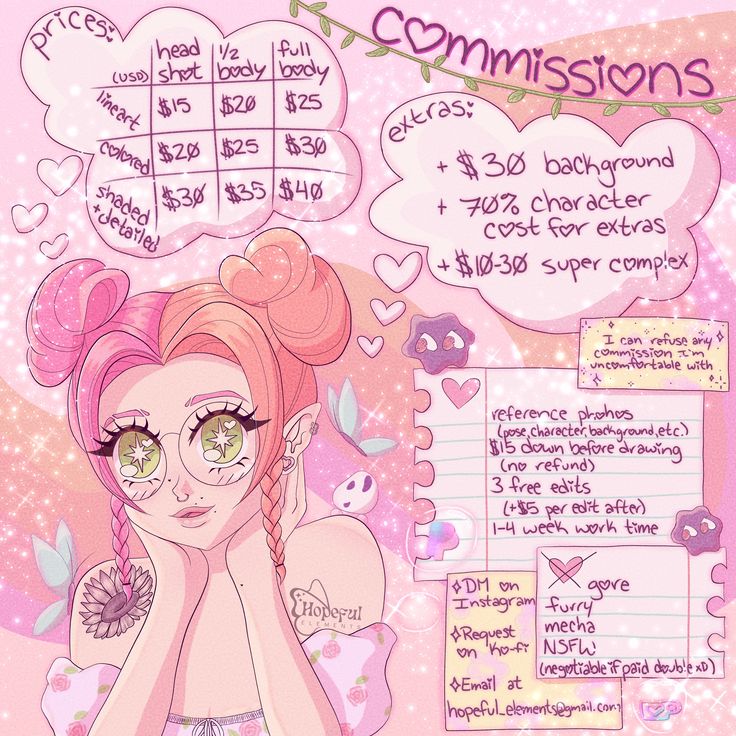 commissions
prices:
(USD) head shot 1/2 body full body
lineart $15 $20 $25
colored $20 $25 $30
shaded + detailed $30 $35 $40
extras:
+ $30 background
+ 70% character
cost for extras
+ $10-30 super complex
I can refuse any
commission I'm
uncomfortable with
reference photos
(pose, character, background, etc.)
$15 down before drawing
(no refund)
3 free edits
(+$5 per edit after)
1-4 week work time
gore
furry
mecha
NSFW
(negotiable if paid double xD)
DM on
Instagram
Request
on Ko-fi
Email at
hopeful_elements@gmail.com
Hopeful
ELEMENTS